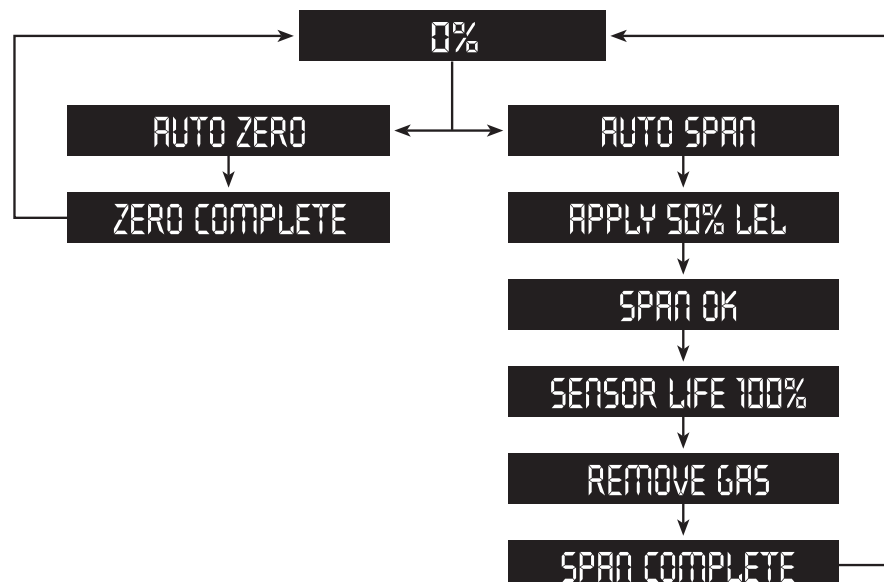 0%
AUTO ZERO
ZERO COMPLETE
AUTO SPAN
APPLY 50% LEL
SPAN OK
SENSOR LIFE 100%
REMOVE GAS
SPAN COMPLETE